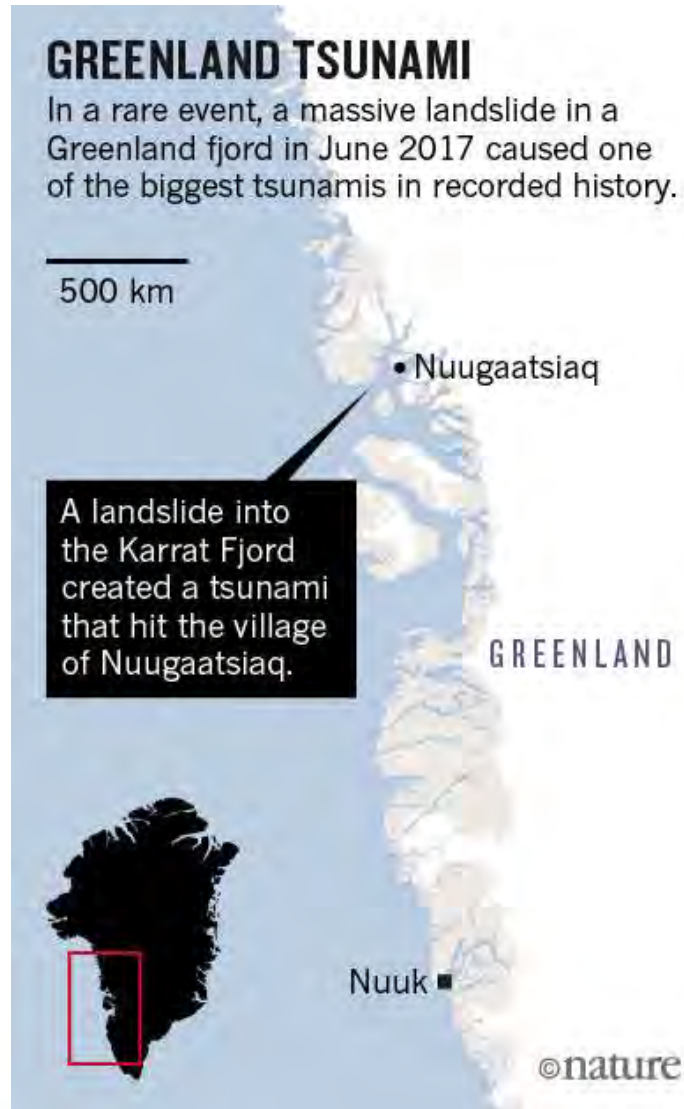 GREENLAND TSUNAMI
In a rare event, a massive landslide in a
Greenland fjord in June 2017 caused one
of the biggest tsunamis in recorded history.
500 km
Nuugaatsiaq
A landslide into
the Karrat Fjord
created a tsunami
that hit the village
of Nuugaatsiaq.
GREENLAND
Nuuk
©nature